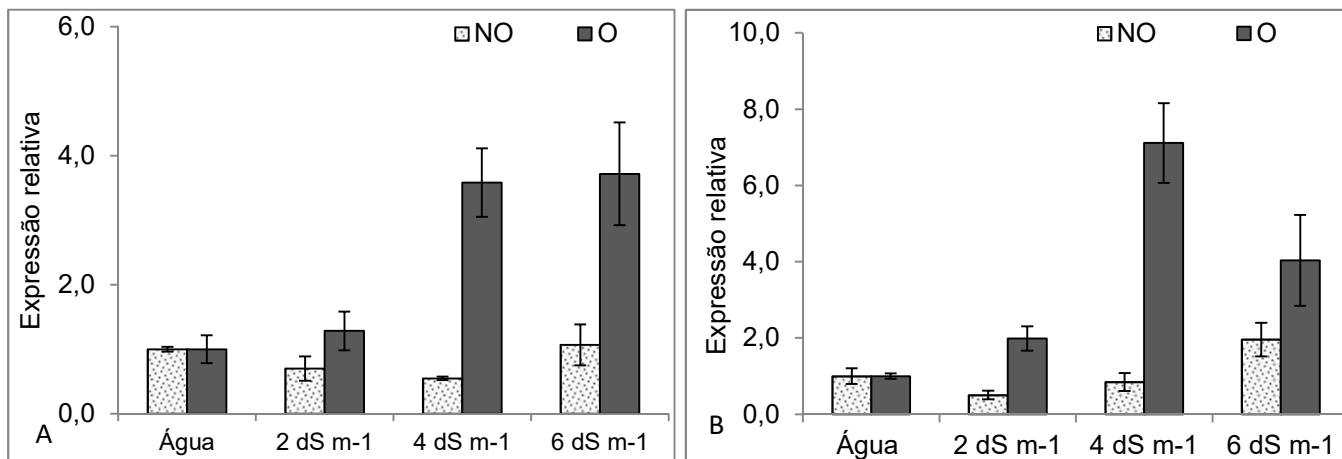 6,0
4,0
2,0
0,0
Expressão relativa
NO O
A
Água 2 dS m-1 4 dS m-1 6 dS m-1
10,0
8,0
6,0
4,0
2,0
0,0
Expressão relativa
NO O
B
Água 2 dS m-1 4 dS m-1 6 dS m-1